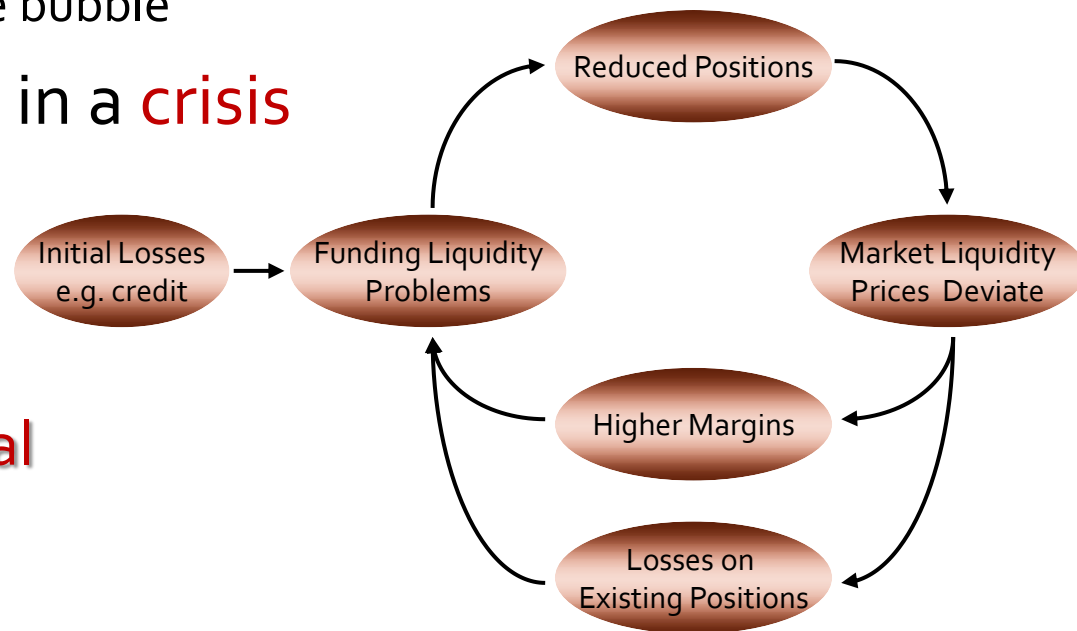 bubble
in a crisis
Reduced Positions
Initial Losses
e.g. credit
Funding Liquidity
Problems
Market Liquidity
Prices Deviate
Higher Margins
Losses on
Existing Positions